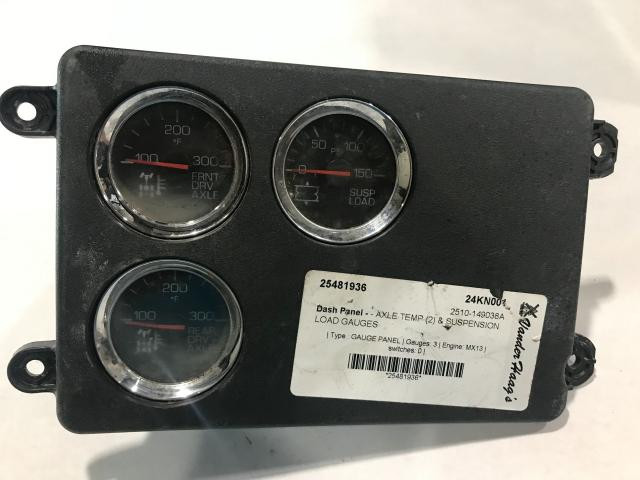 200
°F
100 300
FRNT
DRV
AXLE
50 100
0 150
SUSP
LOAD
200
°F
100 300
REAR
DRV
25481936
24KN001
2510-149038A
Dash Panel - - AXLE TEMP (2) & SUSPENSION
LOAD GAUGES
| Type : GAUGE PANEL | Gauges: 3 | Engine: MX13 |
switches: 0 |
*25481936*
Vander Haag's